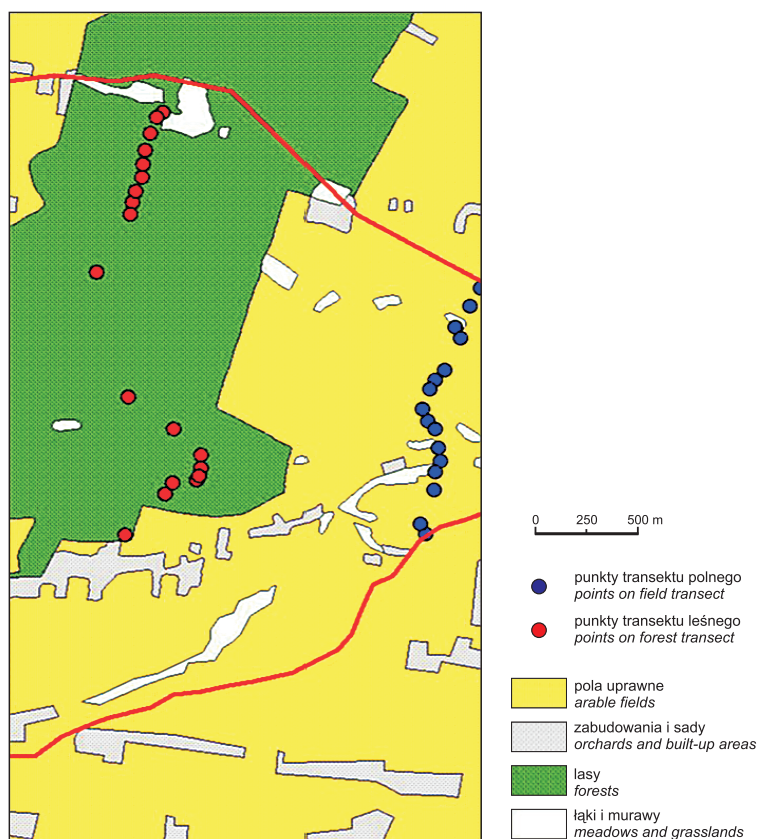 0 250 500 m
punkty transektu polnego
points on field transect
punkty transektu leśnego
points on forest transect
pola uprawne
arable fields
zabudowania i sady
orchards and built-up areas
lasy
forests
łąki i murawy
meadows and grasslands